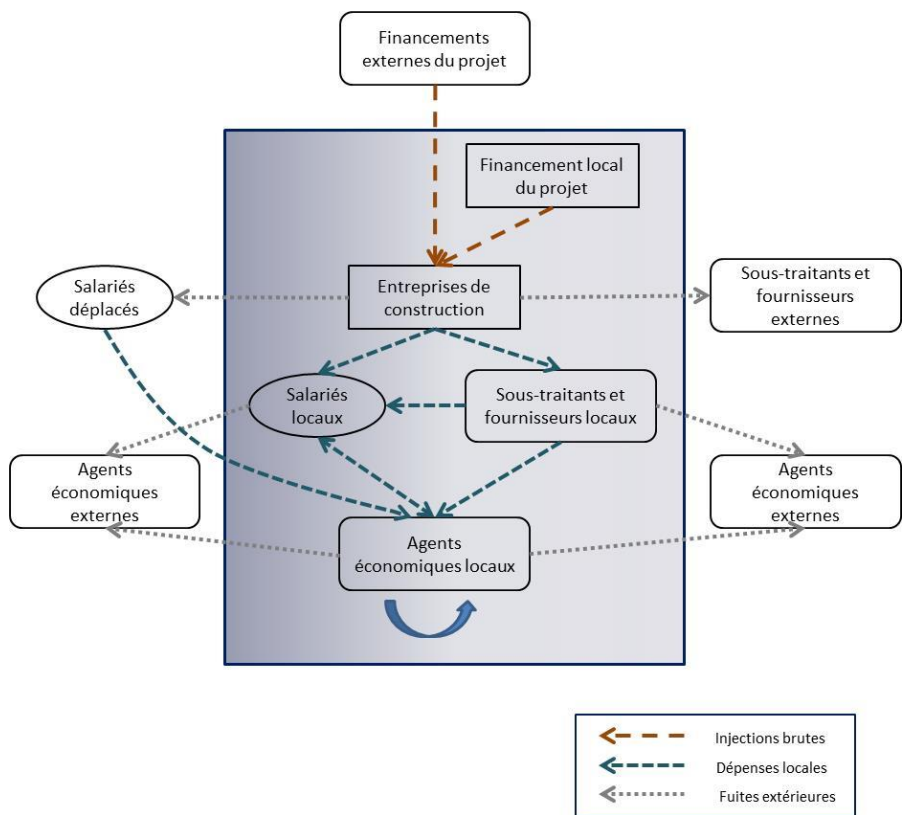 Financements
externes du projet
Financement local
du projet
Salariés
déplacés
Entreprises de
construction
Sous-traitants et
fournisseurs
externes
Salariés
locaux
Sous-traitants et
fournisseurs locaux
Agents
économiques
externes
Agents
économiques locaux
Agents
économiques
externes
Injections brutes
Dépenses locales
Fuites extérieures